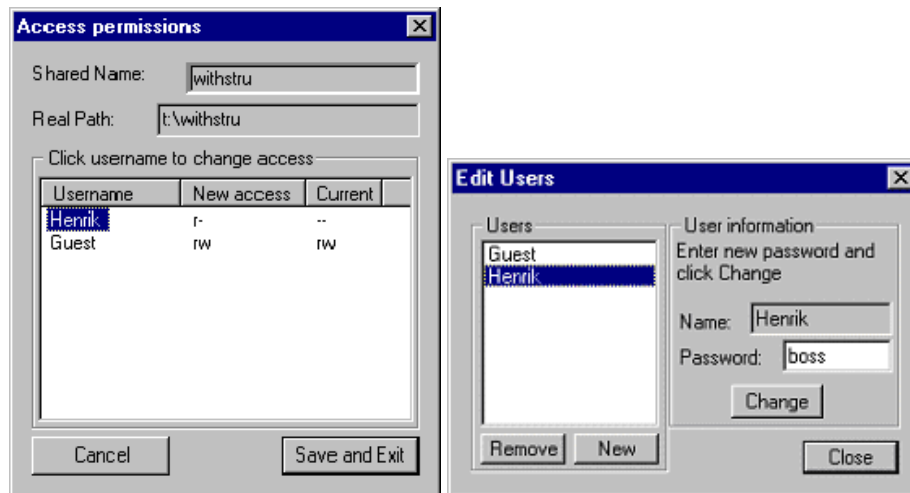 Access permissions
Shared Name: withstru
Real Path: t:\withstru
Click username to change access
Username New access Current
Henrik r- --
Guest rw rw
Cancel Save and Exit
Edit Users
Users
Guest
Henrik
Remove New
User information
Enter new password and
click Change
Name: Henrik
Password: boss
Change
Close